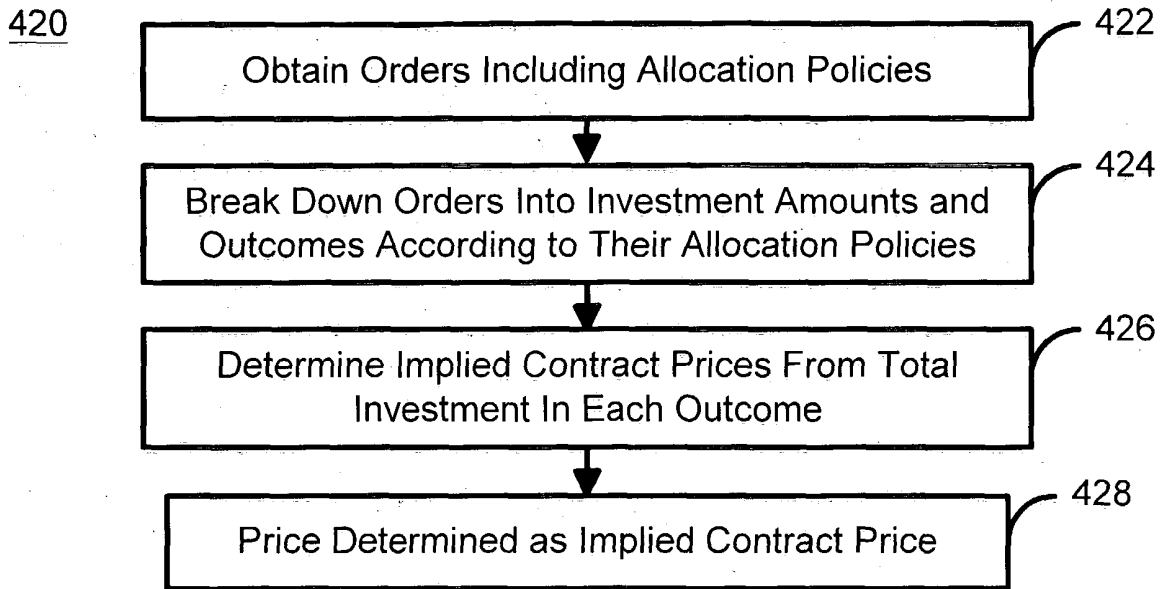 420
422
Obtain Orders Including Allocation Policies
424
Break Down Orders Into Investment Amounts and
Outcomes According to Their Allocation Policies
426
Determine Implied Contract Prices From Total
Investment In Each Outcome
428
Price Determined as Implied Contract Price